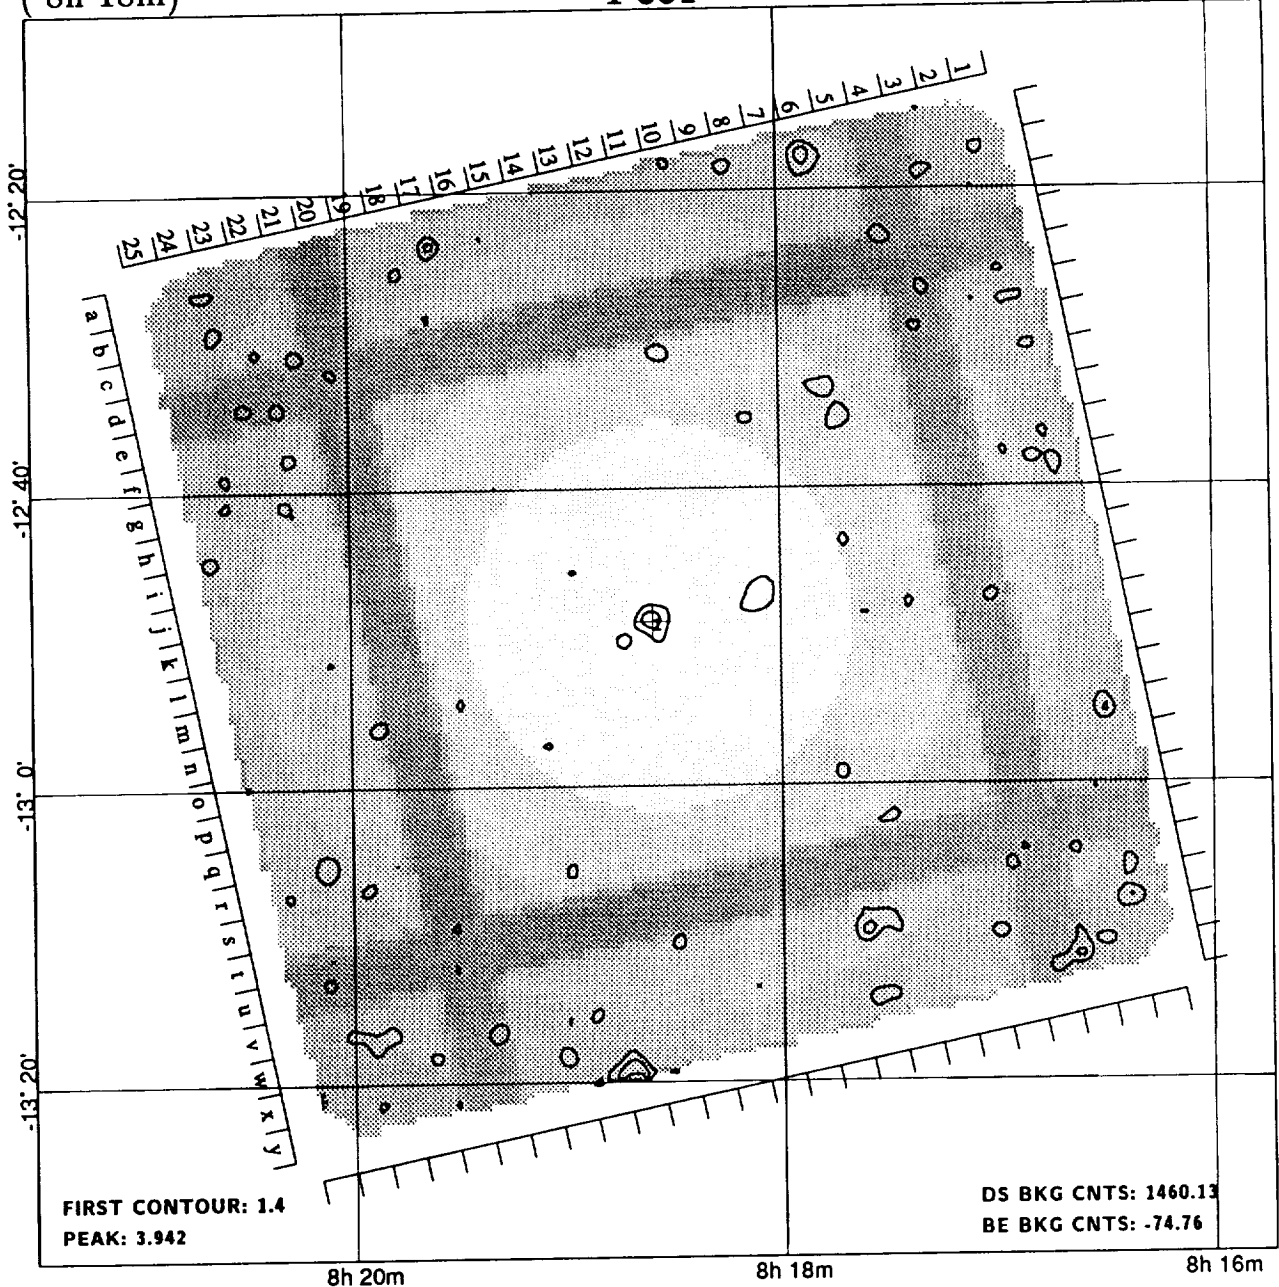 8h 18m)
1 2 3 4 5 6 7 8 9 10 11 12 13 14 15 16 17 18 19 20 21 22 23 24 25
-12° 20'
a b c d e f g h i j k l m n o p q r s t u v w x y
-12° 40'
-13° 0'
-13° 20'
FIRST CONTOUR: 1.4
PEAK: 3.942
DS BKG CNTS: 1460.13
BE BKG CNTS: -74.76
8h 20m
8h 18m
8h 16m